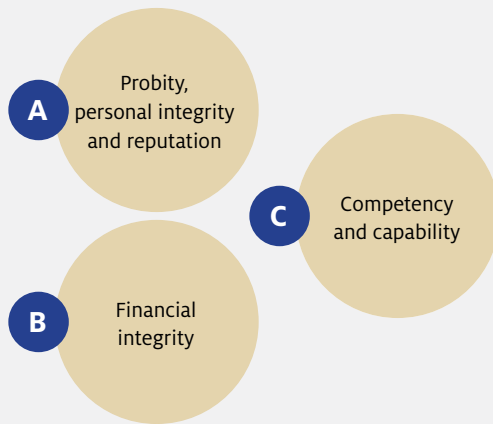 A
Probity,
personal integrity
and reputation
B
Financial
integrity
C
Competency
and capability